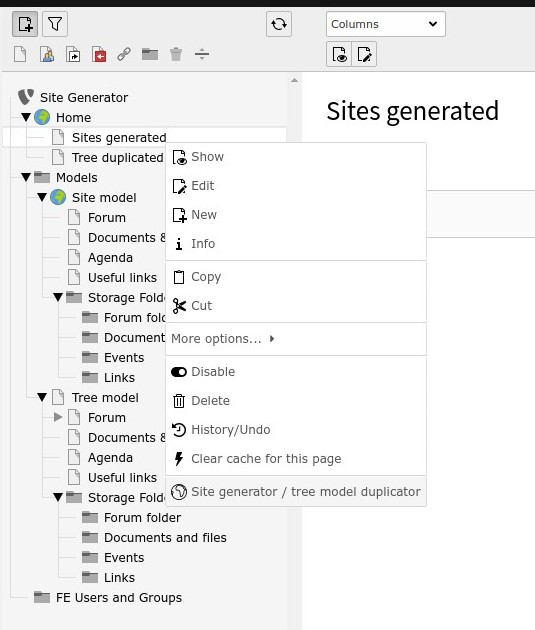 Columns
Site Generator
Home
Sites generated
Tree duplicated
Models
Site model
Forum
Documents &
Agenda
Useful links
Storage Fold
Forum fold
Document
Events
Links
Tree model
Forum
Documents &
Agenda
Useful links
Storage Fold
Forum folder
Documents and files
Events
Links
FE Users and Groups
Show
Edit
New
Info
Copy
Cut
More options...
Disable
Delete
History/Undo
Clear cache for this page
Site generator / tree model duplicator
Sites generated